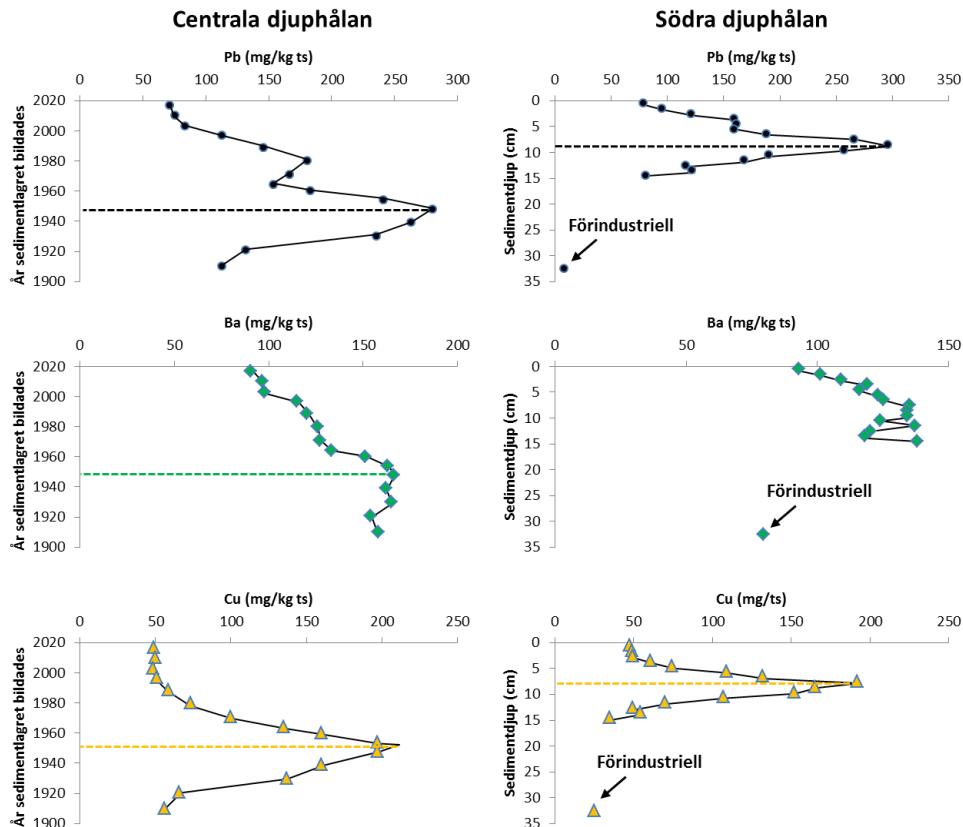 Centrala djuphålan
Södra djuphålan
Pb (mg/kg ts)
0 50 100 150 200 250 300
År sedimentlagret bildades
2020
2000
1980
1960
1940
1920
1900
Pb (mg/kg ts)
0 50 100 150 200 250 300 350
Sedimentdjup (cm)
0
5
10
15
20
25
30
35
Förindustriell
Ba (mg/kg ts)
0 50 100 150 200
År sedimentlagret bildades
2020
2000
1980
1960
1940
1920
1900
Ba (mg/kg ts)
0 50 100 150
Sedimentdjup (cm)
0
5
10
15
20
25
30
35
Förindustriell
Cu (mg/kg ts)
0 50 100 150 200 250
År sedimentlagret bildades
2020
2000
1980
1960
1940
1920
1900
Cu (mg/ts)
0 50 100 150 200 250
Sedimentdjup (cm)
0
5
10
15
20
25
30
35
Förindustriell